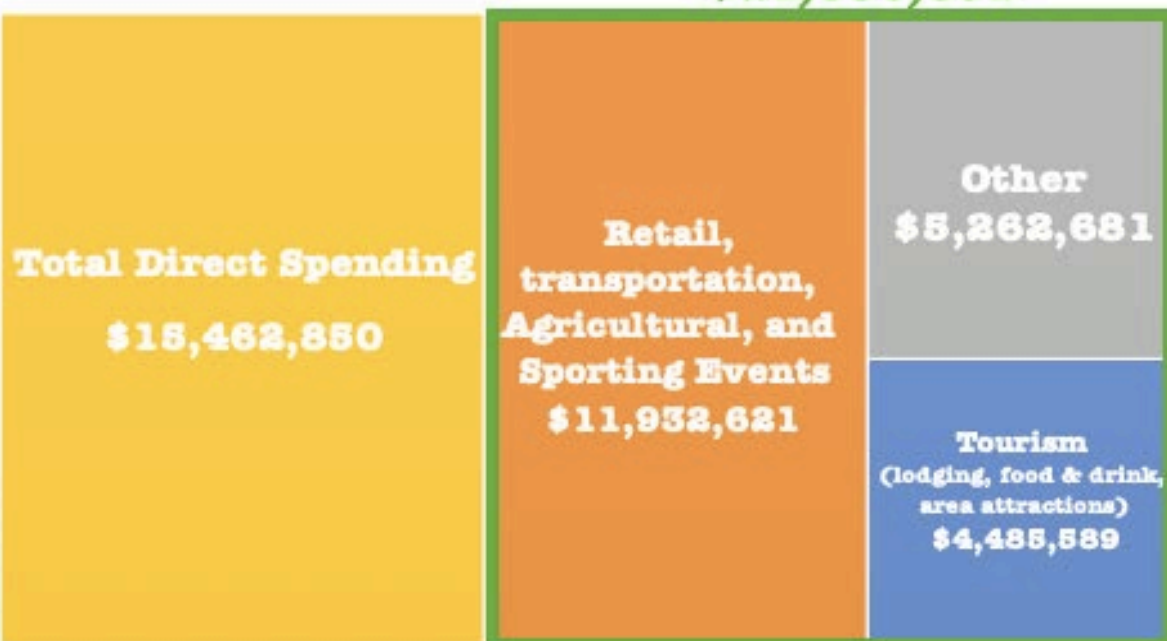 Total Direct Spending
$15,462,850
Retail,
transportation,
Agricultural, and
Sporting Events
$11,932,621
Other
$5,262,681
Tourism
(lodging, food & drink,
area attractions)
$4,485,589